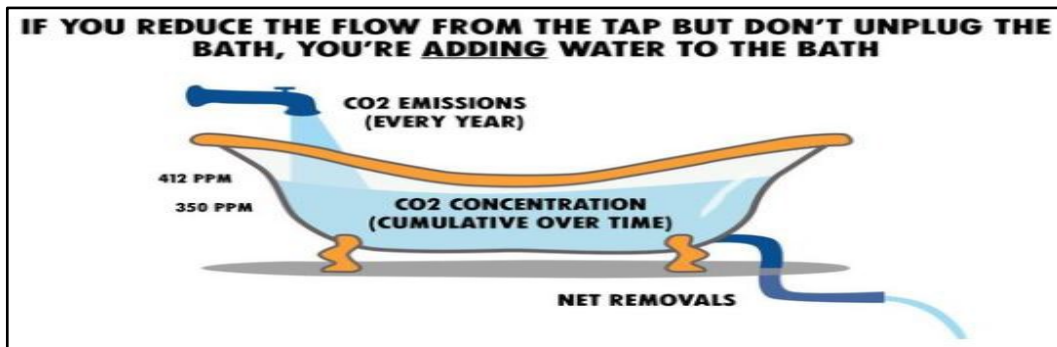 IF YOU REDUCE THE FLOW FROM THE TAP BUT DON'T UNPLUG THE
BATH, YOU'RE ADDING WATER TO THE BATH
CO2 EMISSIONS
(EVERY YEAR)
412 PPM
350 PPM
CO2 CONCENTRATION
(CUMULATIVE OVER TIME)
NET REMOVALS